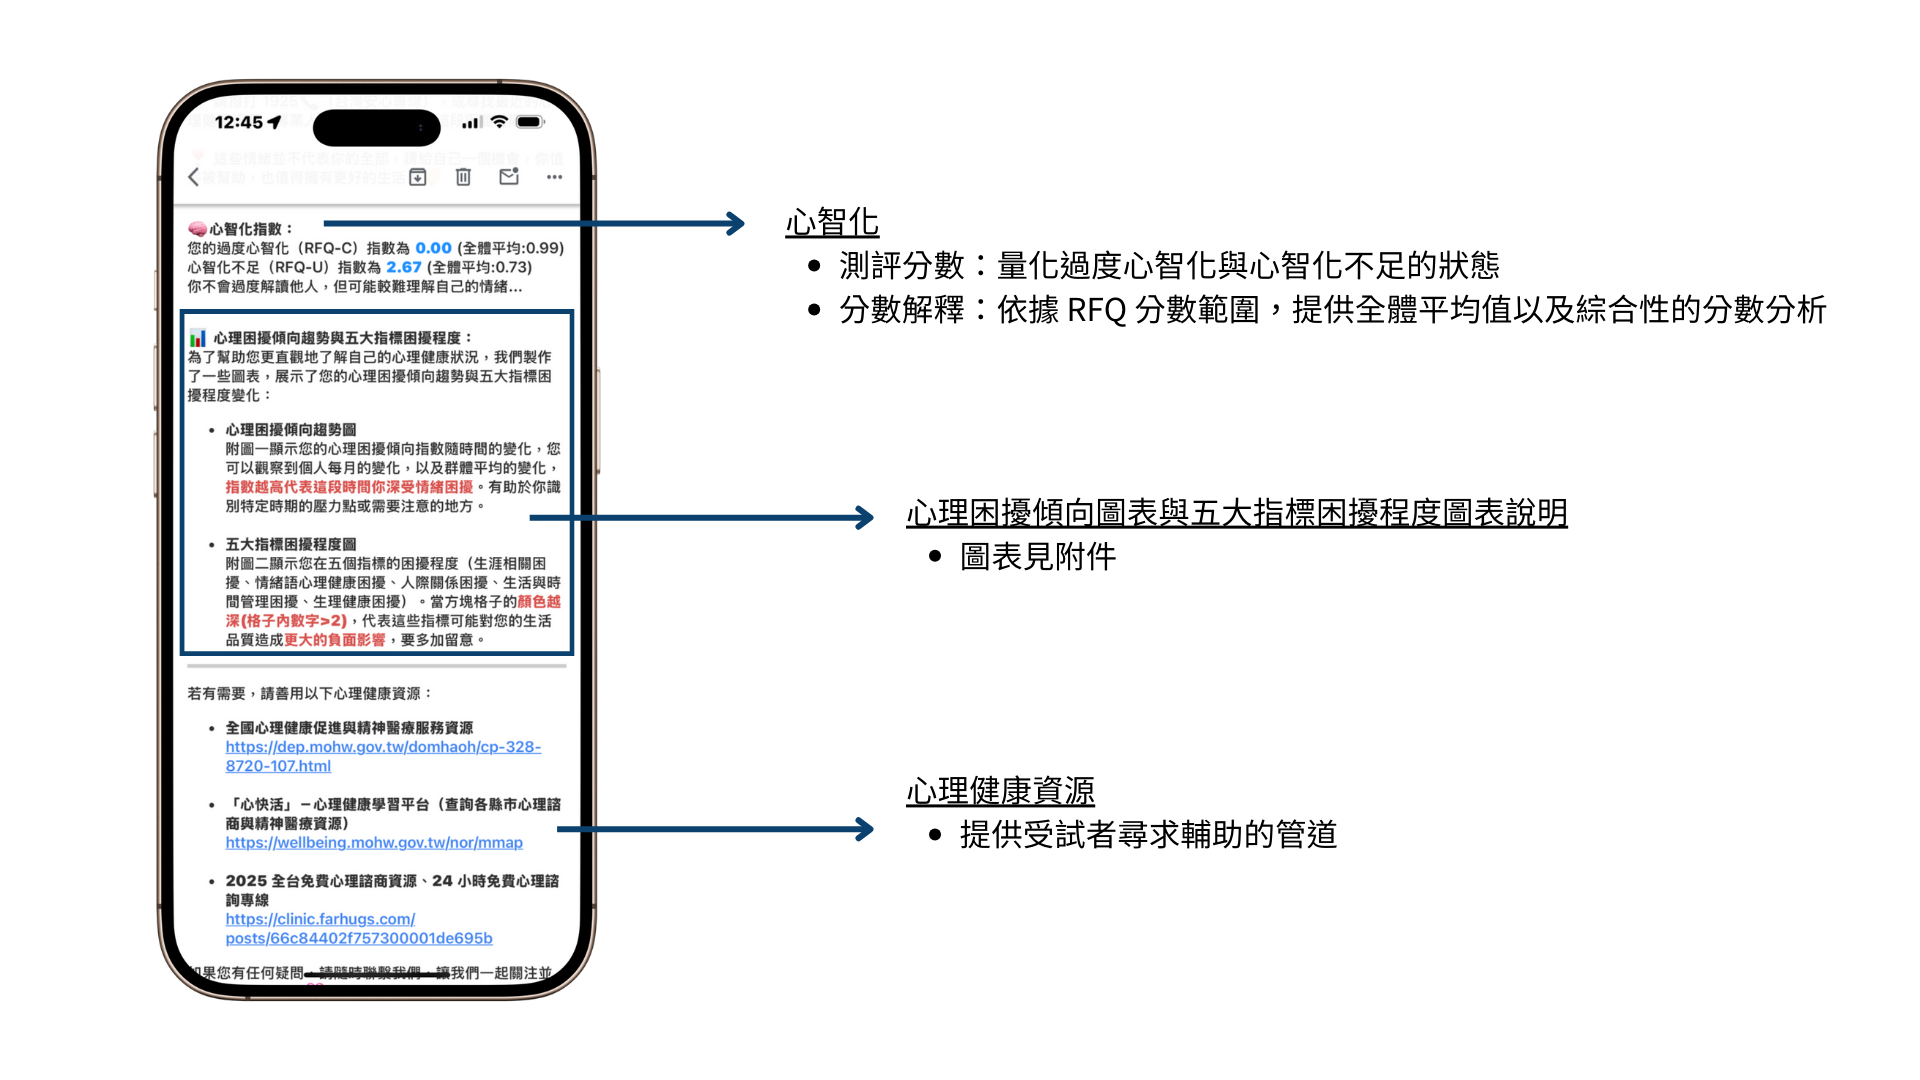 12:45
🧠心智化指數：
您的過度心智化（RFQ-C）指數為 0.00 (全體平均:0.99)
心智化不足（RFQ-U）指數為 2.67 (全體平均:0.73)
你不會過度解讀他人，但可能較難理解自己的情緒...
📊 心理困擾傾向趨勢與五大指標困擾程度：
為了幫助您更直觀地了解自己的心理健康狀況，我們製作
了一些圖表，展示了您的心理困擾傾向趨勢與五大指標困
擾程度變化：
• 心理困擾傾向趨勢圖
附圖一顯示您的心理困擾傾向指數隨時間的變化，您
可以觀察到個人每月的變化，以及群體平均的變化，
指數越高代表這段時間你深受情緒困擾。有助於你識
別特定時期的壓力點或需要注意的地方。
• 五大指標困擾程度圖
附圖二顯示您在五個指標的困擾程度（生涯相關困
擾、情緒語心理健康困擾、人際關係困擾、生活與時
間管理困擾、生理健康困擾）。當方塊格子的顏色越
深(格子內數字>2)，代表這些指標可能對您的生活
品質造成更大的負面影響，要多加留意。
若有需要，請善用以下心理健康資源：
• 全國心理健康促進與精神醫療服務資源
https://dep.mohw.gov.tw/domhaoh/cp-328-
8720-107.html
• 「心快活」－心理健康學習平台（查詢各縣市心理諮
商與精神醫療資源）
https://wellbeing.mohw.gov.tw/nor/mmap
• 2025 全台免費心理諮商資源、24 小時免費心理諮
詢專線
https://clinic.farhugs.com/
posts/66c84402f757300001de695b
如果您有任何疑問，請隨時聯繫我們，讓我們一起關注並
心智化
• 測評分數：量化過度心智化與心智化不足的狀態
• 分數解釋：依據 RFQ 分數範圍，提供全體平均值以及綜合性的分數分析
心理困擾傾向圖表與五大指標困擾程度圖表說明
• 圖表見附件
心理健康資源
• 提供受試者尋求輔助的管道